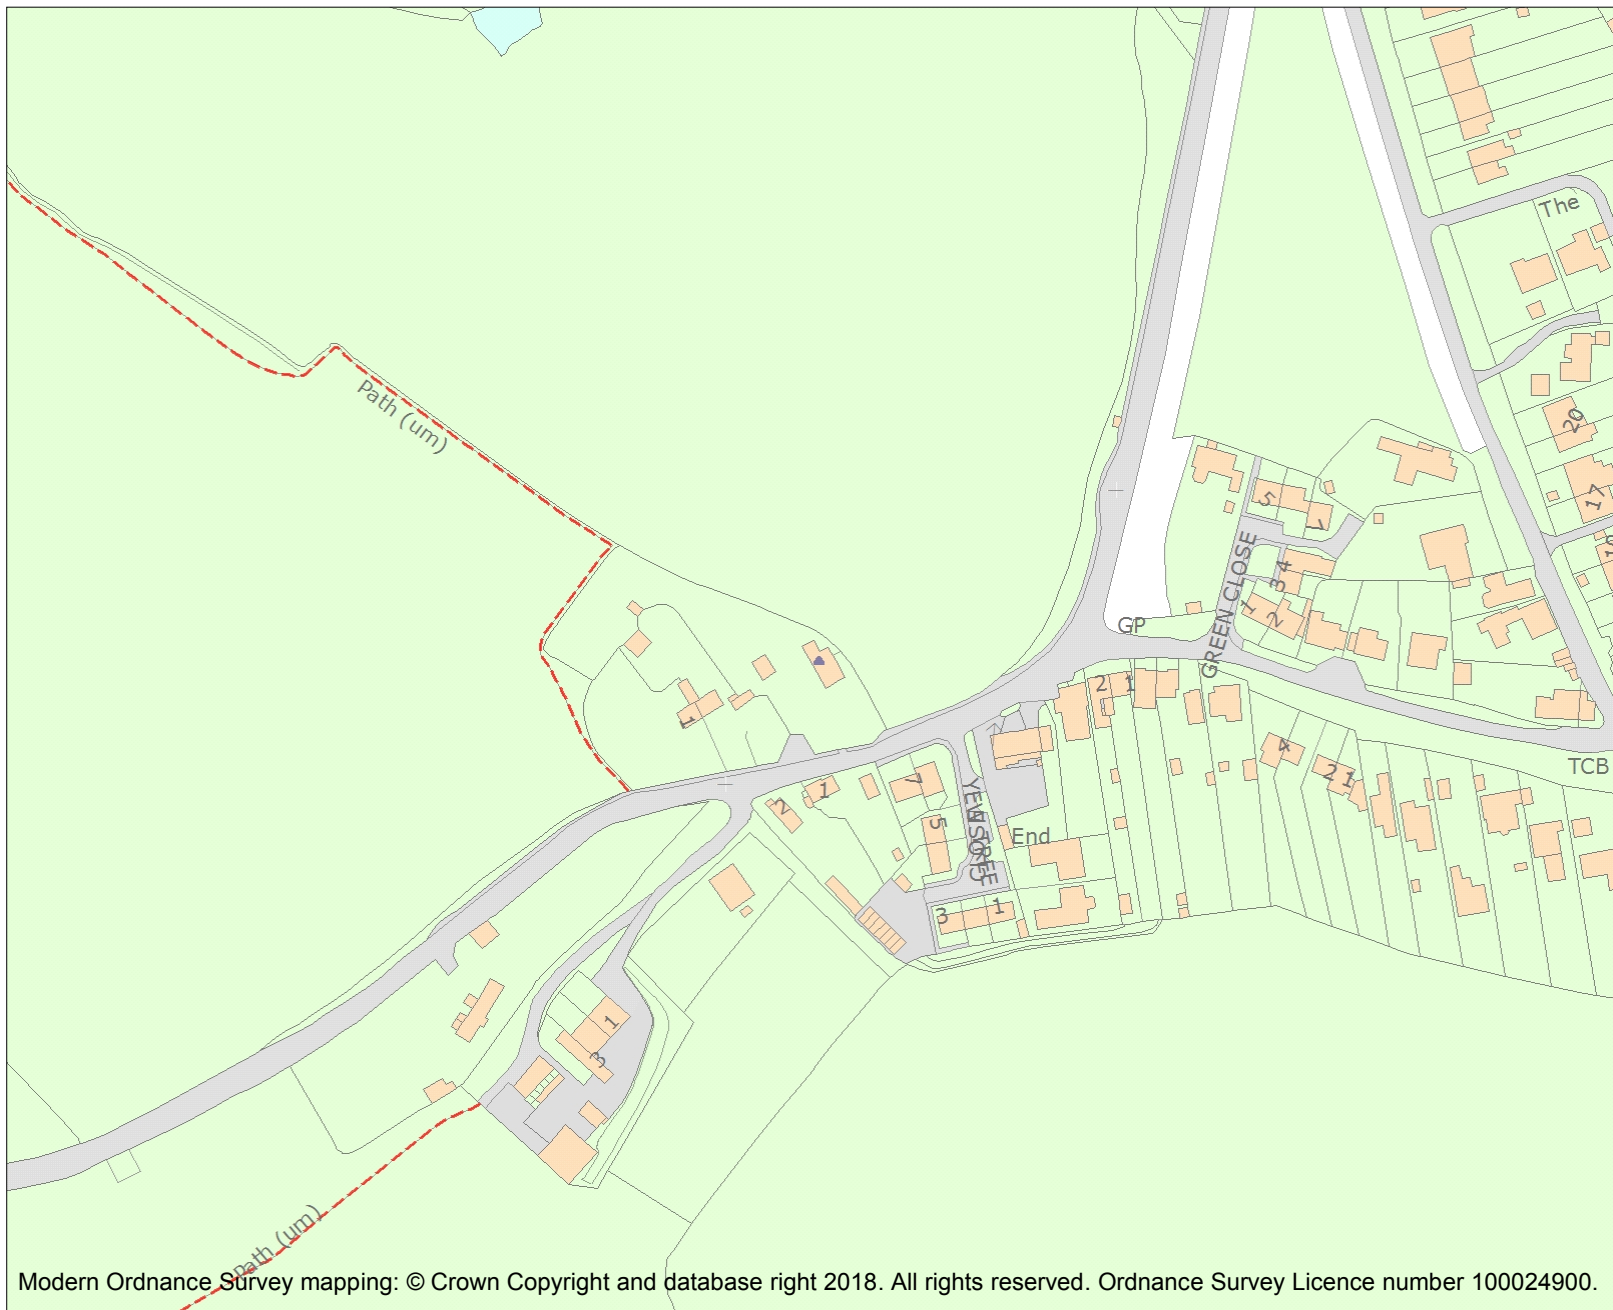 The
20
17
Path (um)
5
7
GREEN CLOSE
4
3
1
2
GP
2 1
1
4
2 1
TCB
7
1
2
5
YEW TREE
End
3
1
1
3
Path (um)
Modern Ordnance Survey mapping: © Crown Copyright and database right 2018. All rights reserved. Ordnance Survey Licence number 100024900.